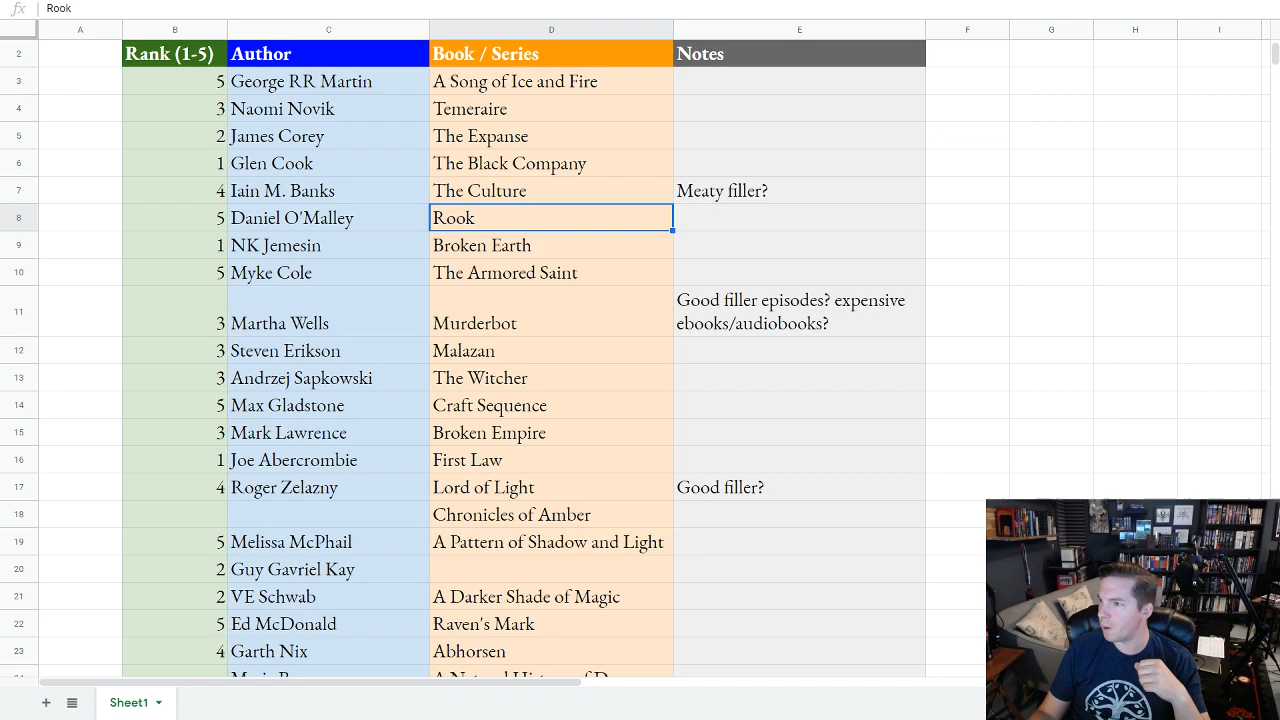 Rook
A B C D E F G H I
2 Rank (1-5) Author Book / Series Notes
3 5 George RR Martin A Song of Ice and Fire
4 3 Naomi Novik Temeraire
5 2 James Corey The Expanse
6 1 Glen Cook The Black Company
7 4 Iain M. Banks The Culture Meaty filler?
8 5 Daniel O'Malley Rook
9 1 NK Jemesin Broken Earth
10 5 Myke Cole The Armored Saint
Good filler episodes? expensive
11 3 Martha Wells Murderbot ebooks/audiobooks?
12 3 Steven Erikson Malazan
13 3 Andrzej Sapkowski The Witcher
14 5 Max Gladstone Craft Sequence
15 3 Mark Lawrence Broken Empire
16 1 Joe Abercrombie First Law
17 4 Roger Zelazny Lord of Light Good filler?
18 Chronicles of Amber
19 5 Melissa McPhail A Pattern of Shadow and Light
20 2 Guy Gavriel Kay
21 2 VE Schwab A Darker Shade of Magic
22 5 Ed McDonald Raven's Mark
23 4 Garth Nix Abhorsen
Sheet1